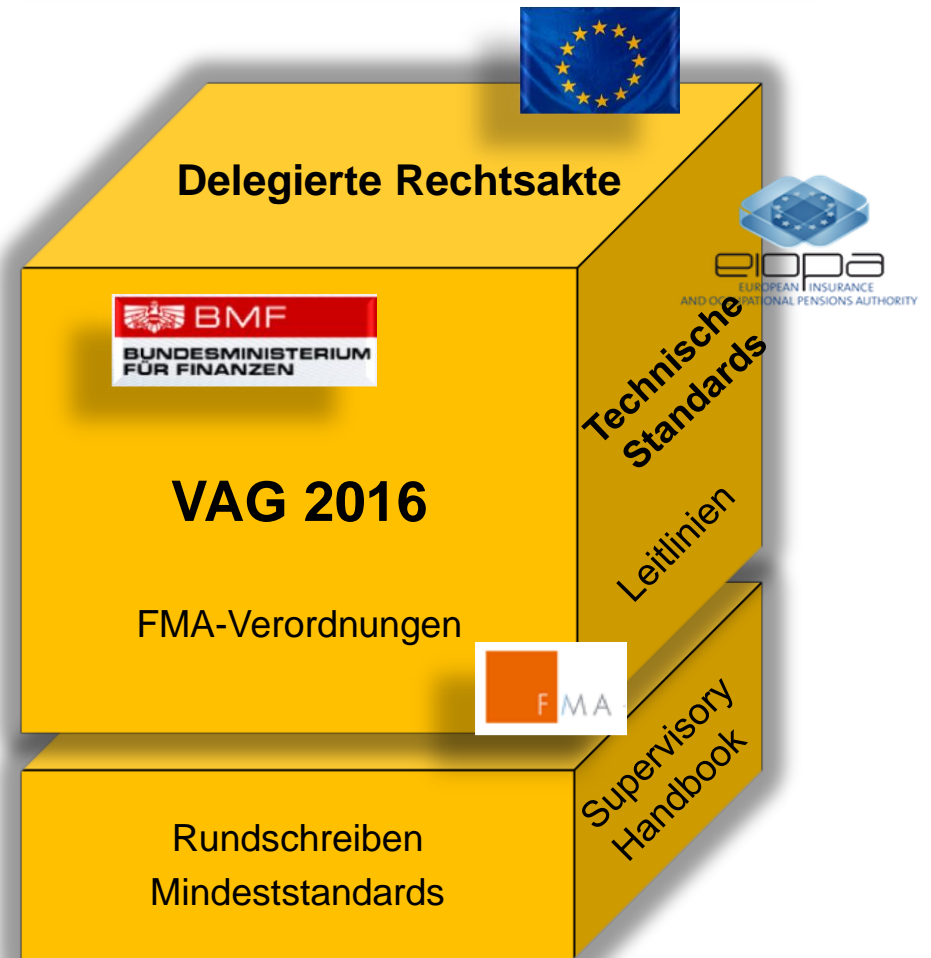 Delegierte Rechtsakte
eiopa
EUROPEAN INSURANCE
AND OCCUPATIONAL PENSIONS AUTHORITY
BMF
BUNDESMINISTERIUM
FÜR FINANZEN
Technische
Standards
VAG 2016
Leitlinien
FMA-Verordnungen
FMA
Supervisory
Handbook
Rundschreiben
Mindeststandards